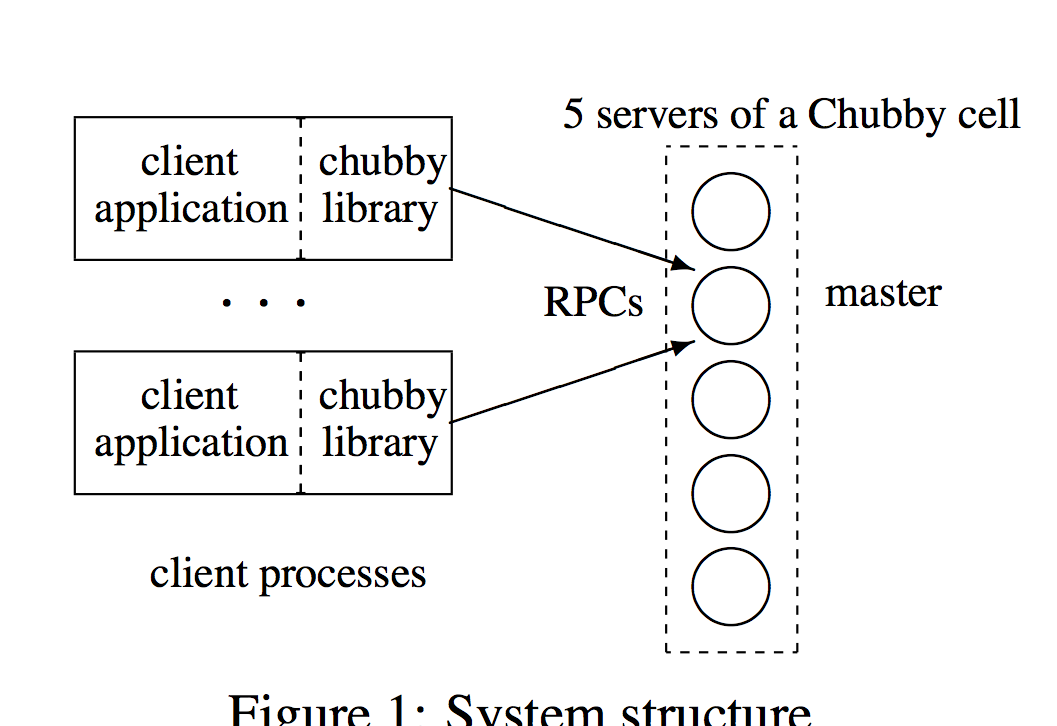 5 servers of a Chubby cell
client chubby
application library
. . .
RPCs
master
client chubby
application library
client processes
Figure 1: System structure